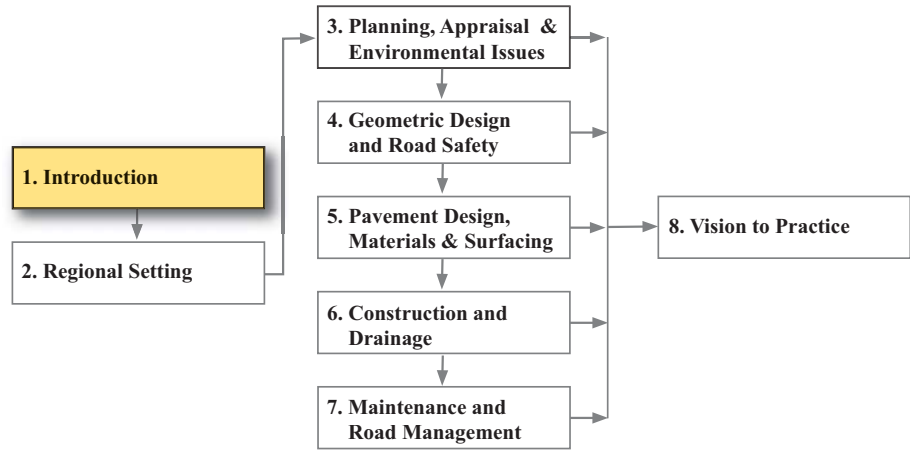 1. Introduction
2. Regional Setting
3. Planning, Appraisal &
Environmental Issues
4. Geometric Design
and Road Safety
5. Pavement Design,
Materials & Surfacing
6. Construction and
Drainage
7. Maintenance and
Road Management
8. Vision to Practice